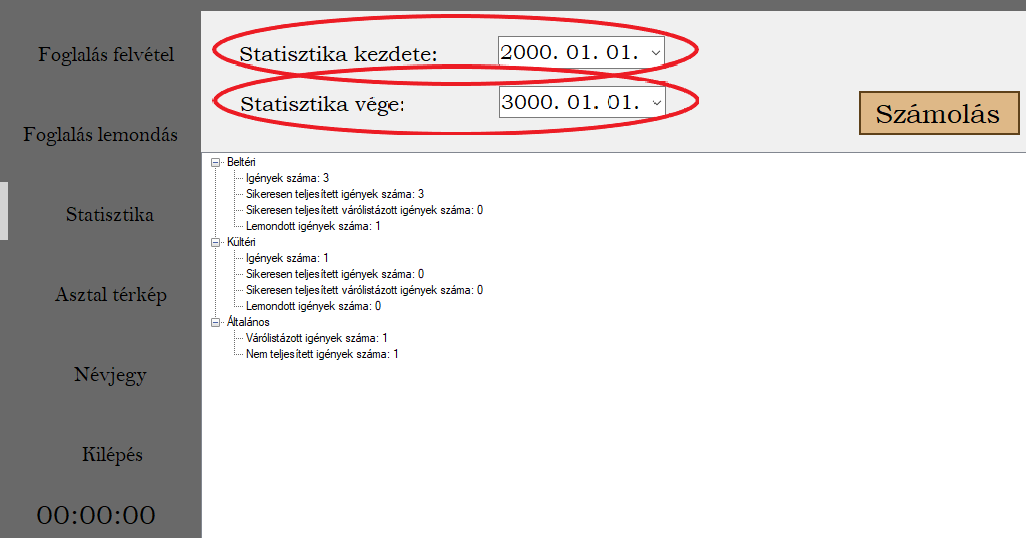 Foglalás felvétel
Foglalás lemondás
Statisztika
Asztal térkép
Névjegy
Kilépés
00:00:00
Statisztika kezdete: 2000. 01. 01.
Statisztika vége: 3000. 01. 01.
Számolás
Beltéri
Igények száma: 3
Sikeresen teljesített igények száma: 3
Sikeresen teljesített várólistázott igények száma: 0
Lemondott igények száma: 1
Kültéri
Igények száma: 1
Sikeresen teljesített igények száma: 0
Sikeresen teljesített várólistázott igények száma: 0
Lemondott igények száma: 0
Általános
Várólistázott igények száma: 1
Nem teljesített igények száma: 1